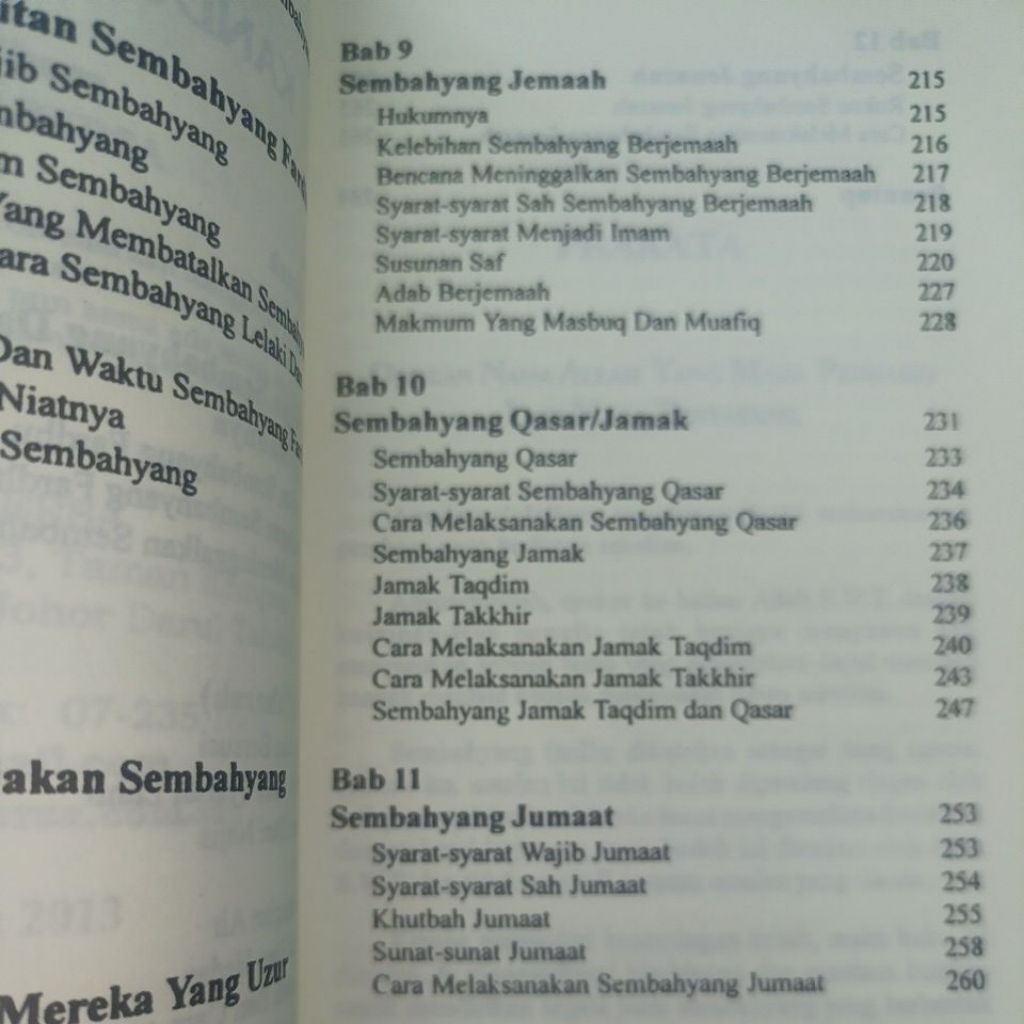 Sembahyang
ib Sembahyang
mbahyang
m Sembahyang
Yang Membatalkan
ara Sembahyang Lelaki
Dan Waktu Sembahyang
Niatnya
Sembahyang
akan Sembahyang
Mereka Yang Uzur
Bab 9
Sembahyang Jemaah 215
Hukumnya 215
Kelebihan Sembahyang Berjemaah 216
Bencana Meninggalkan Sembahyang Berjemaah 217
Syarat-syarat Sah Sembahyang Berjemaah 218
Syarat-syarat Menjadi Imam 219
Susunan Saf 220
Adab Berjemaah 227
Makmum Yang Masbuq Dan Muafiq 228
Bab 10
Sembahyang Qasar/Jamak 231
Sembahyang Qasar 233
Syarat-syarat Sembahyang Qasar 234
Cara Melaksanakan Sembahyang Qasar 236
Sembahyang Jamak 237
Jamak Taqdim 238
Jamak Takkhir 239
Cara Melaksanakan Jamak Taqdim 240
Cara Melaksanakan Jamak Takkhir 243
Sembahyang Jamak Taqdim dan Qasar 247
Bab 11
Sembahyang Jumaat 253
Syarat-syarat Wajib Jumaat 253
Syarat-syarat Sah Jumaat 254
Khutbah Jumaat 255
Sunat-sunat Jumaat 258
Cara Melaksanakan Sembahyang Jumaat 260